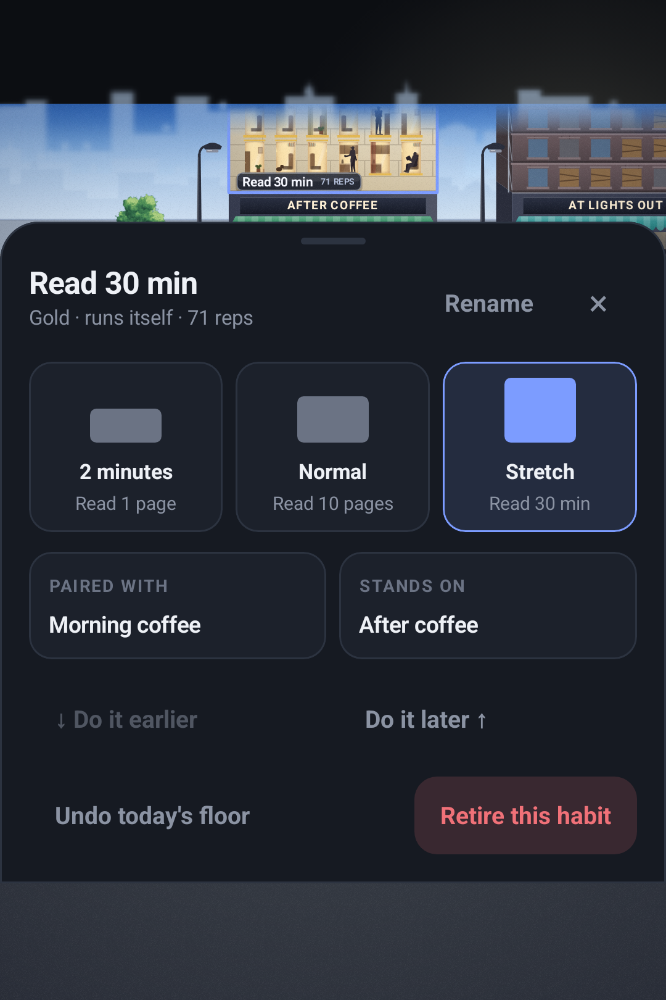 Read 30 min 71 REPS
AFTER COFFEE
AT LIGHTS OUT
Read 30 min
Gold · runs itself · 71 reps
Rename ×
2 minutes
Read 1 page
Normal
Read 10 pages
Stretch
Read 30 min
PAIRED WITH
Morning coffee
STANDS ON
After coffee
↓ Do it earlier
Do it later ↑
Undo today's floor
Retire this habit